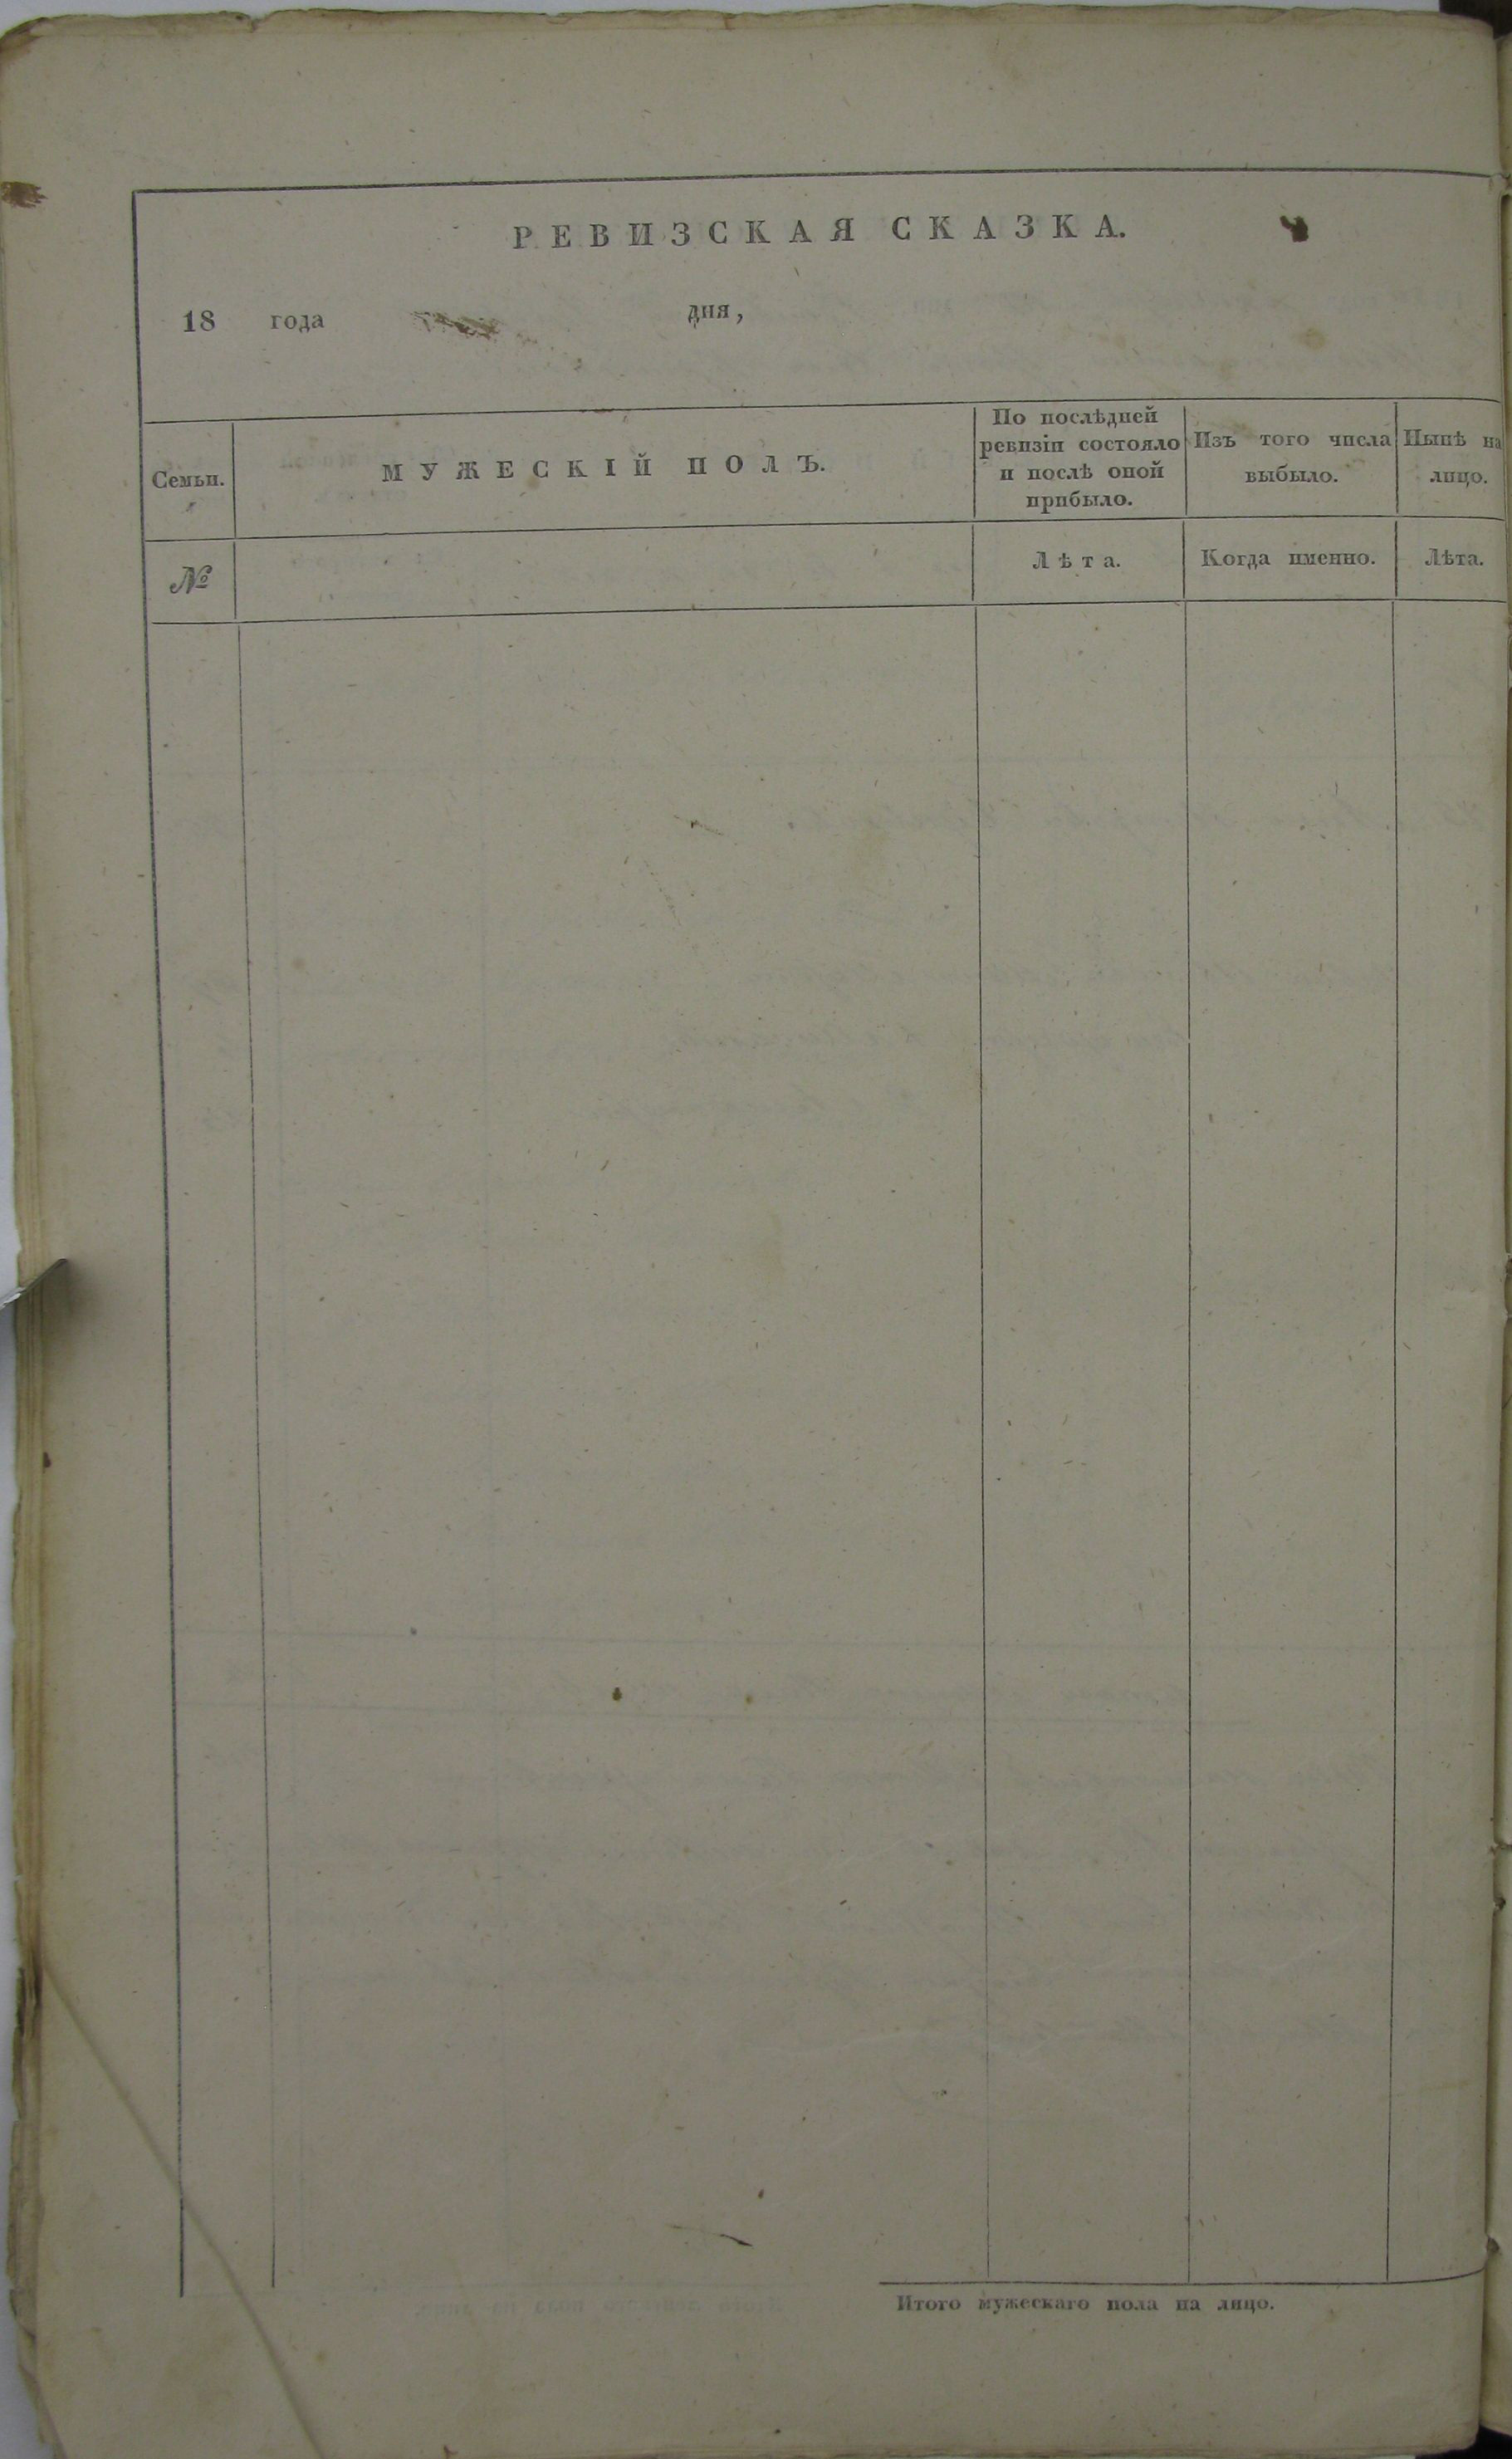 РЕВИЗСКАЯ СКАЗКА.
18 года дня,
Семьи.
МУЖЕСКІЙ ПОЛЪ.
По послѣдней
ревизіи состояло
и послѣ оной
прибыло.
Изъ того числа
выбыло.
Нынѣ на
лицо.
№
Лѣта.
Когда именно.
Лѣта.
Итого мужескаго пола на лицо.